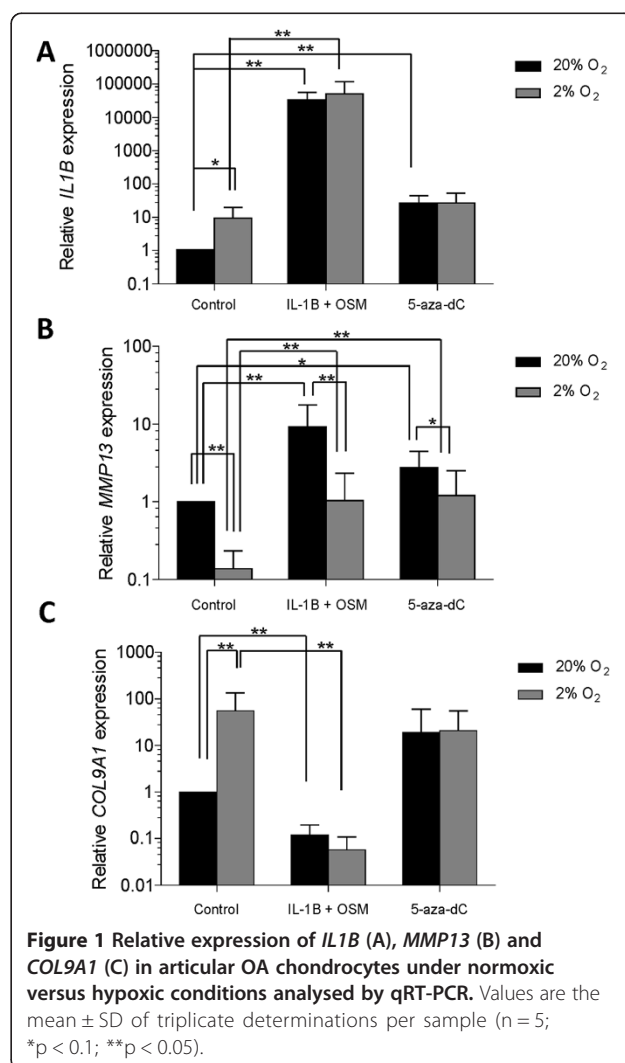 A
Relative IL1B expression
1000000
100000
10000
1000
100
10
1
0.1
**
**
**
**
*
20% O2
2% O2
Control
IL-1B + OSM
5-aza-dC
B
Relative MMP13 expression
100
10
1
0.1
**
**
*
**
**
**
*
20% O2
2% O2
Control
IL-1B + OSM
5-aza-dC
C
Relative COL9A1 expression
1000
100
10
1
0.1
0.01
**
**
**
20% O2
2% O2
Control
IL-1B + OSM
5-aza-dC
Figure 1 Relative expression of IL1B (A), MMP13 (B) and
COL9A1 (C) in articular OA chondrocytes under normoxic
versus hypoxic conditions analysed by qRT-PCR. Values are the
mean ± SD of triplicate determinations per sample (n = 5;
*p < 0.1; **p < 0.05).